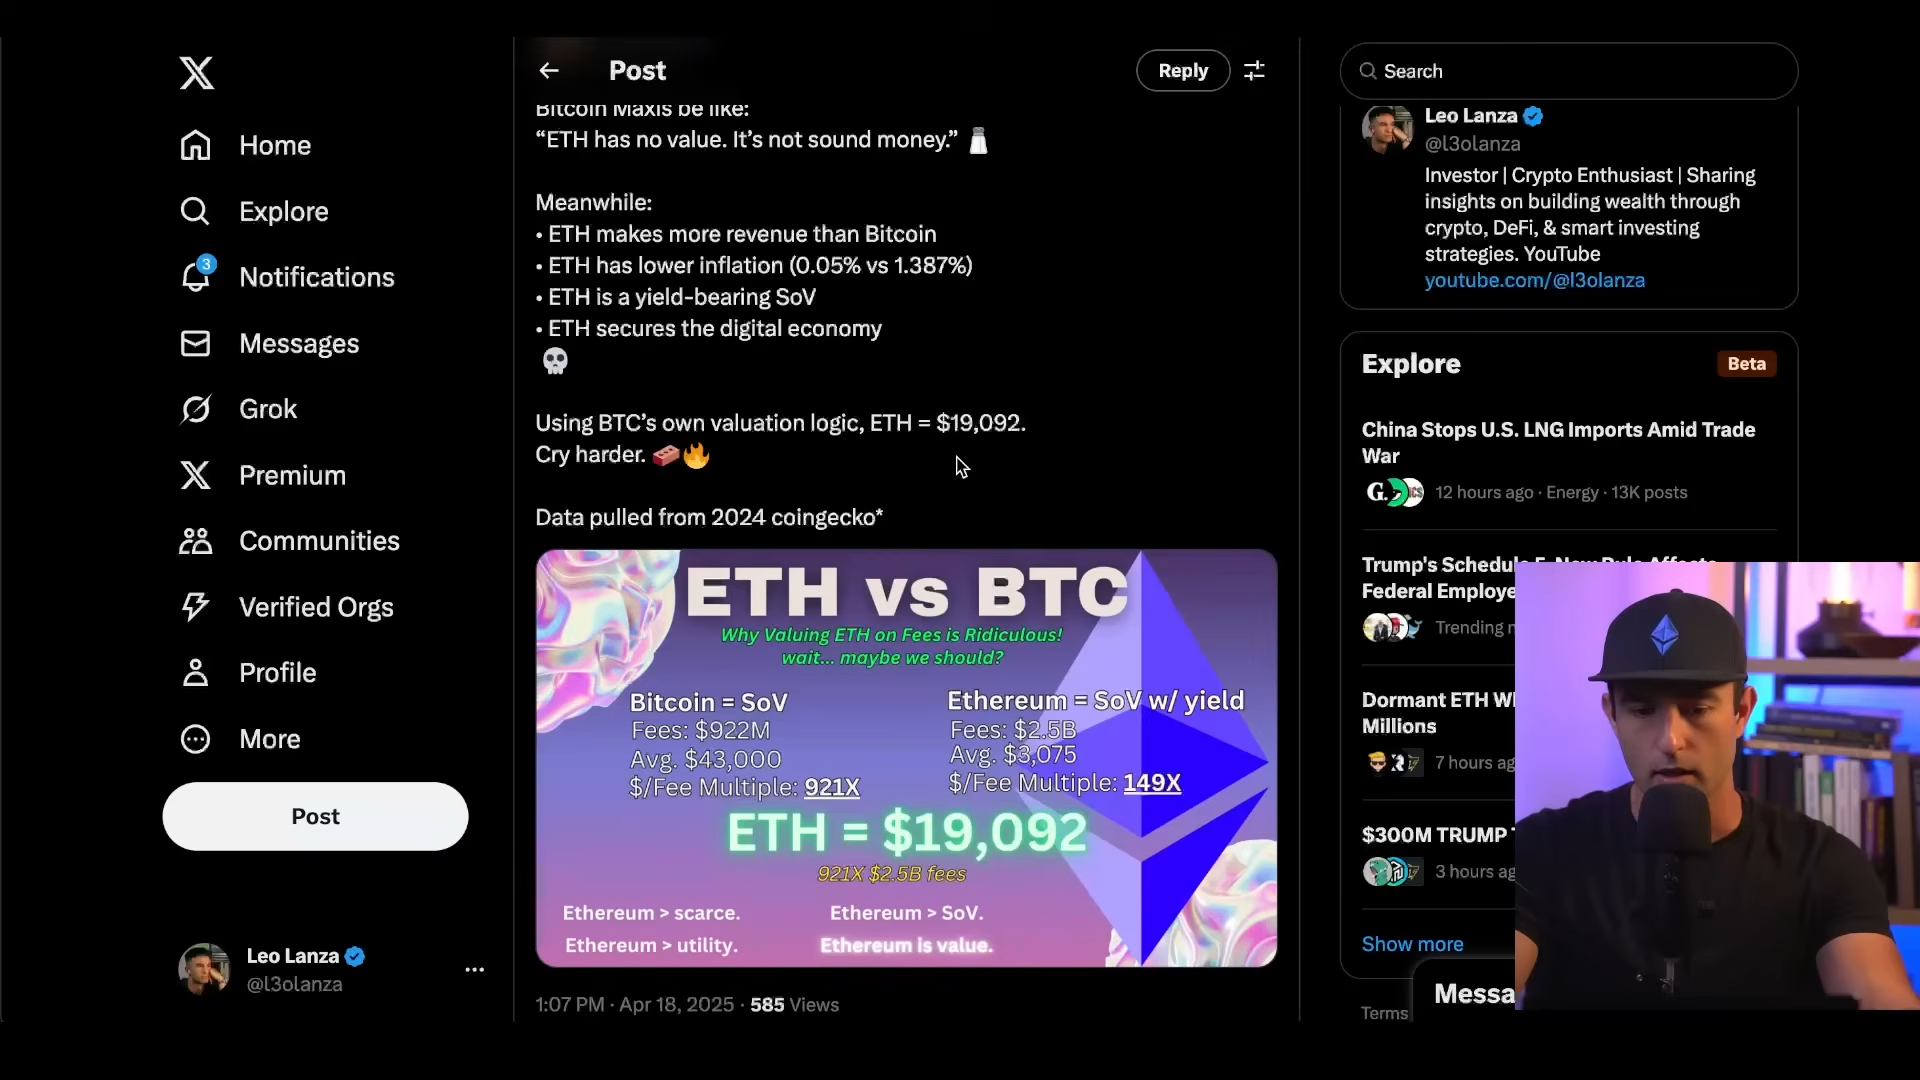 Home
Explore
3
Notifications
Messages
Grok
Premium
Communities
Verified Orgs
Profile
More
Post
Leo Lanza
@l3olanza
Post
Reply
Bitcoin Maxis be like:
“ETH has no value. It’s not sound money.”
Meanwhile:
• ETH makes more revenue than Bitcoin
• ETH has lower inflation (0.05% vs 1.387%)
• ETH is a yield-bearing SoV
• ETH secures the digital economy
Using BTC’s own valuation logic, ETH = $19,092.
Cry harder.
Data pulled from 2024 coingecko*
ETH vs BTC
Why Valuing ETH on Fees is Ridiculous!
wait... maybe we should?
Bitcoin = SoV
Fees: $922M
Avg. $43,000
$/Fee Multiple: 921X
Ethereum = SoV w/ yield
Fees: $2.5B
Avg. $3,075
$/Fee Multiple: 149X
ETH = $19,092
921X $2.5B fees
Ethereum > scarce.
Ethereum > SoV.
Ethereum > utility.
Ethereum is value.
1:07 PM · Apr 18, 2025 · 585 Views
Search
Leo Lanza
@l3olanza
Investor | Crypto Enthusiast | Sharing
insights on building wealth through
crypto, DeFi, & smart investing
strategies. YouTube
youtube.com/@l3olanza
Explore
Beta
China Stops U.S. LNG Imports Amid Trade
War
12 hours ago · Energy · 13K posts
Trump's Schedule
Federal Employe
Trending
Dormant ETH
Millions
7 hours ag
$300M TRUMP
3 hours ag
Show more
Messa
Terms